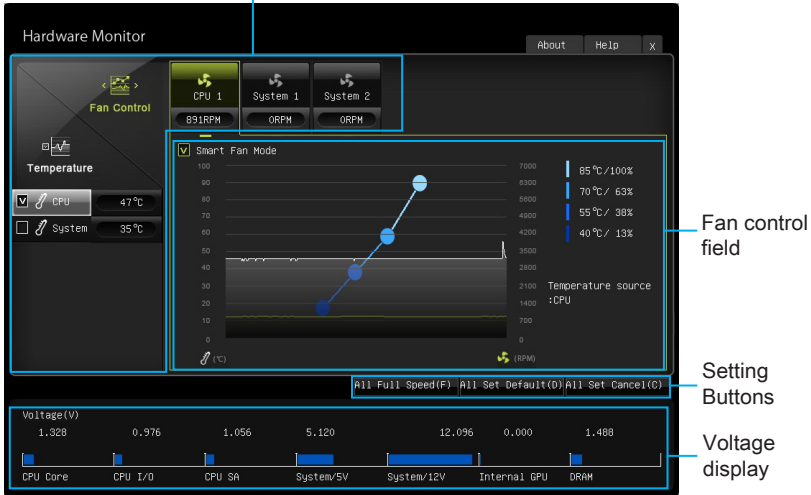 Hardware Monitor
About Help X
Fan Control
CPU 1 System 1 System 2
891RPM 0RPM 0RPM
Temperature
V CPU 47°C
System 35°C
V Smart Fan Mode
100 7000
90 6300
80 5600
70 4900
60 4200
50 3500
40 2800
30 2100
20 1400
10 700
0 0
(℃) (RPM)
85℃/100%
70℃/ 63%
55℃/ 38%
40℃/ 13%
Temperature source
:CPU
Fan control
field
All Full Speed(F) All Set Default(D) All Set Cancel(C)
Setting
Buttons
Voltage(V)
1.328 0.976 1.056 5.120 12.096 0.000 1.488
CPU Core CPU I/O CPU SA System/5V System/12V Internal GPU DRAM
Voltage
display